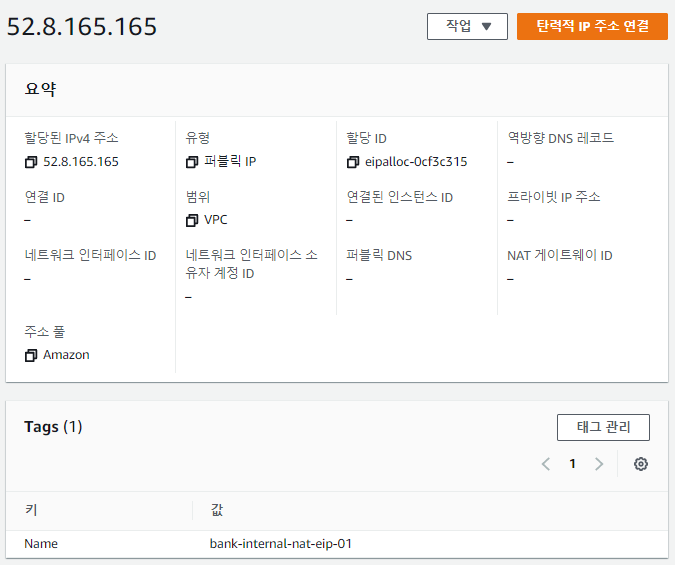 52.8.165.165
작업
탄력적 IP 주소 연결
요약
할당된 IPv4 주소
52.8.165.165
유형
퍼블릭 IP
할당 ID
eipalloc-0cf3c315
역방향 DNS 레코드
–
연결 ID
–
범위
VPC
연결된 인스턴스 ID
–
프라이빗 IP 주소
–
네트워크 인터페이스 ID
–
네트워크 인터페이스 소
유자 계정 ID
–
퍼블릭 DNS
–
NAT 게이트웨이 ID
–
주소 풀
Amazon
Tags (1)
태그 관리
1
키
값
Name
bank-internal-nat-eip-01